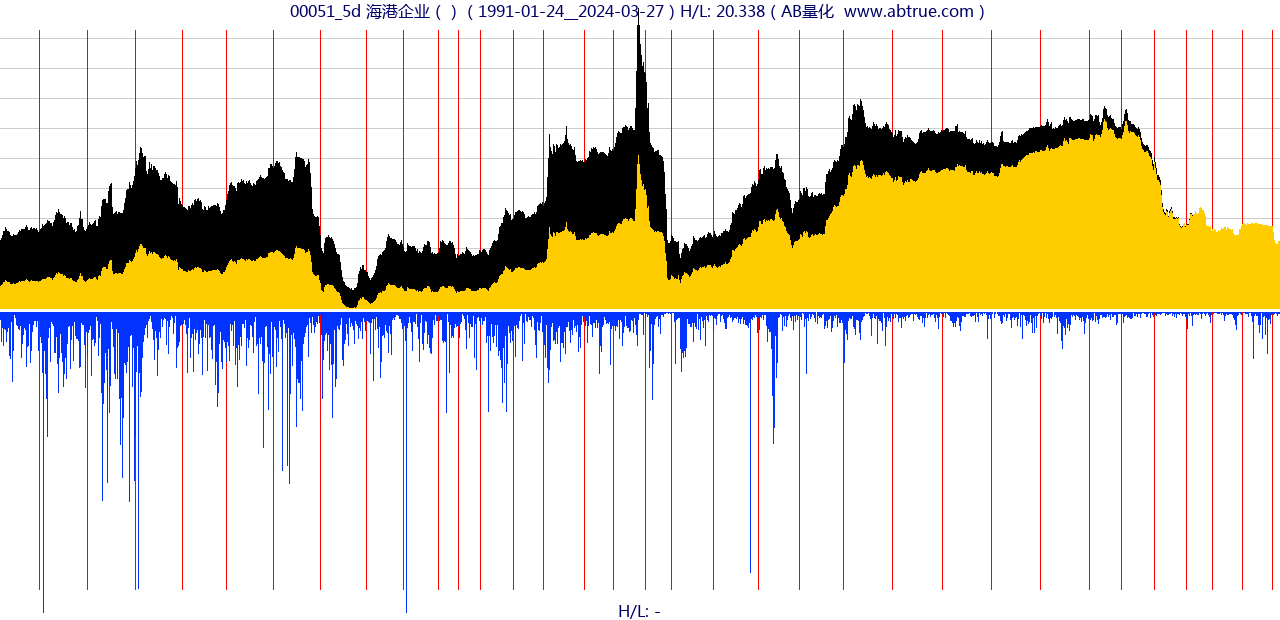 00051_5d 海港企业 ( ) ( 1991-01-24__2024-03-27 ) H/L: 20.338 ( AB量化  www.abtrue.com )
H/L: -